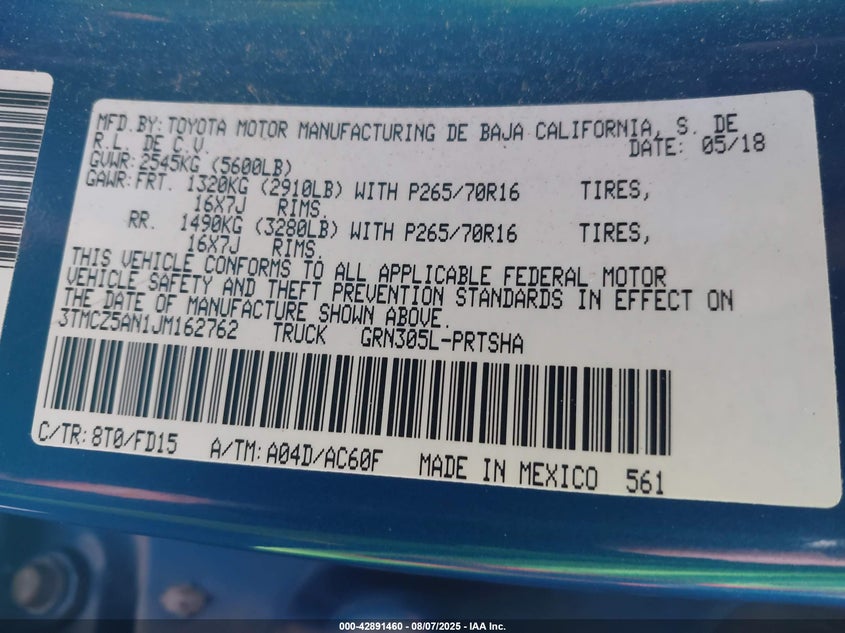 MFD. BY: TOYOTA MOTOR MANUFACTURING DE BAJA CALIFORNIA, S. DE
R.L. DE C.V. DATE: 05/18
GVWR: 2545KG (5600LB)
GAWR: FRT. 1320KG (2910LB) WITH P265/70R16 TIRES,
16X7J RIMS.
RR. 1490KG (3280LB) WITH P265/70R16 TIRES,
16X7J RIMS.
THIS VEHICLE CONFORMS TO ALL APPLICABLE FEDERAL MOTOR
VEHICLE SAFETY AND THEFT PREVENTION STANDARDS IN EFFECT ON
THE DATE OF MANUFACTURE SHOWN ABOVE.
3TMCZ5AN1JM162762 TRUCK GRN305L-PRTSHA
C/TR: 8T0/FD15 A/TM: A04D/AC60F MADE IN MEXICO 561
000-42891460 - 08/07/2025 - IAA Inc.